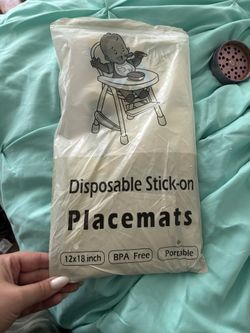 Disposable Stick-on
Placemats
12x18 inch BPA Free Portable